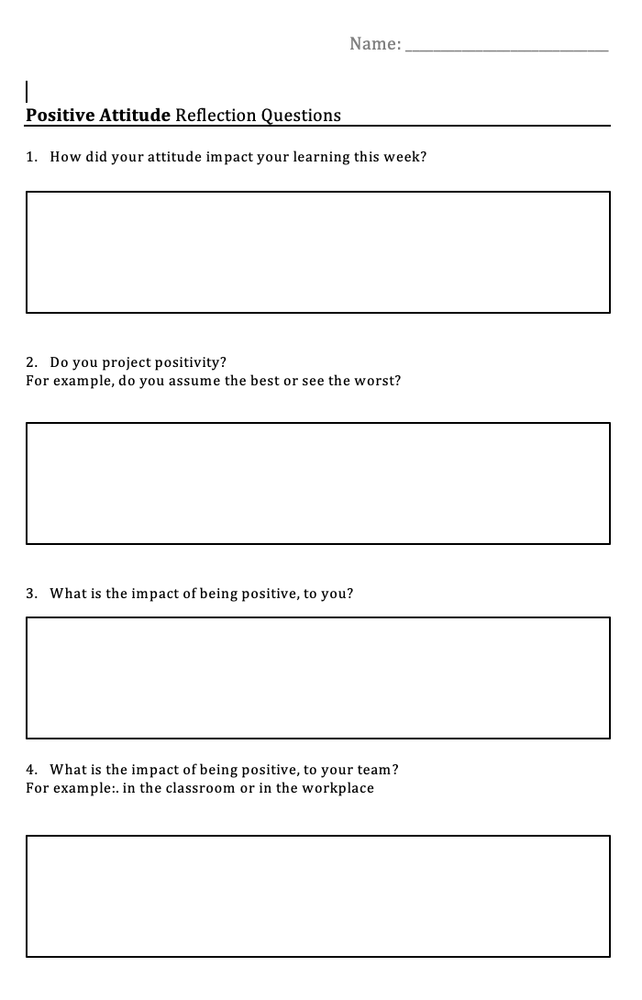 Name: ___________________________
Positive Attitude Reflection Questions
1. How did your attitude impact your learning this week?
2. Do you project positivity?
For example, do you assume the best or see the worst?
3. What is the impact of being positive, to you?
4. What is the impact of being positive, to your team?
For example:. in the classroom or in the workplace